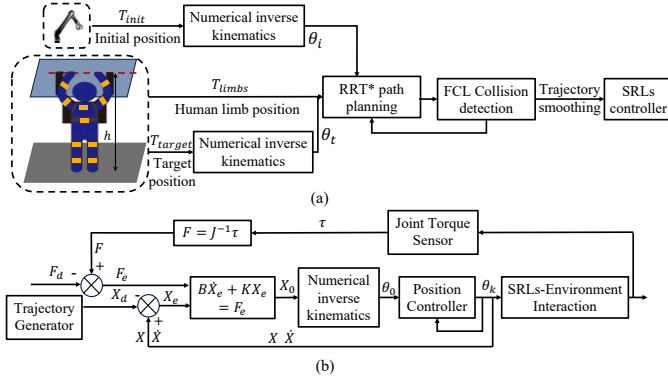 (a)
T_init
Initial position
Numerical inverse
kinematics
θ_i
T_limbs
Human limb position
h
T_target
Target
position
Numerical inverse
kinematics
θ_t
RRT* path
planning
FCL Collision
detection
Trajectory
smoothing
SRLs
controller
(a)
F = J⁻¹τ
τ
Joint Torque
Sensor
F
F_d
-
+
F_e
Trajectory
Generator
X_d
-
+
X_e
X Ẋ
BẊ_e + KX_e
= F_e
X_0
Numerical
inverse
kinematics
θ_0
Position
Controller
θ_k
SRLs-Environment
Interaction
X Ẋ
(b)